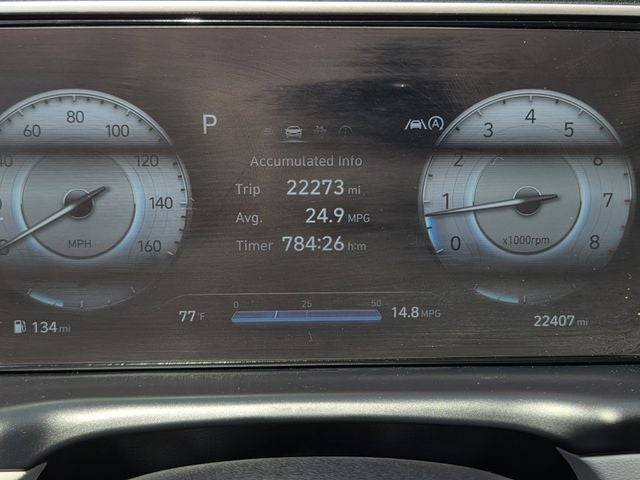 60 80 100
40 120
140
160
MPH
P
A
Accumulated Info
Trip 22273 mi
Avg. 24.9 MPG
Timer 784:26 h:m
0 1 2 3 4 5 6 7 8
x1000rpm
134 mi
77°F
0 25 50
14.8 MPG
22407 mi